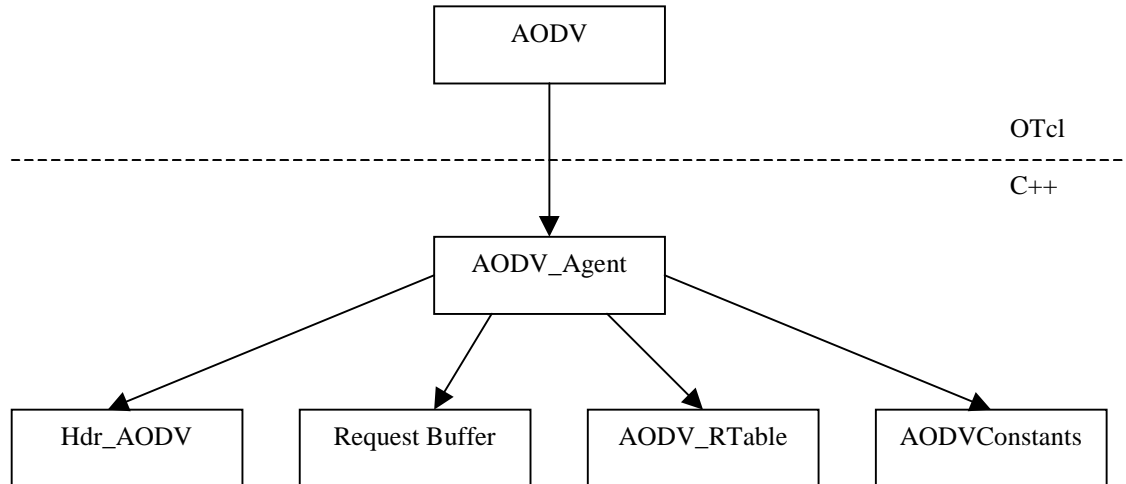 AODV
OTcl
C++
AODV_Agent
Hdr_AODV
Request Buffer
AODV_RTable
AODVConstants